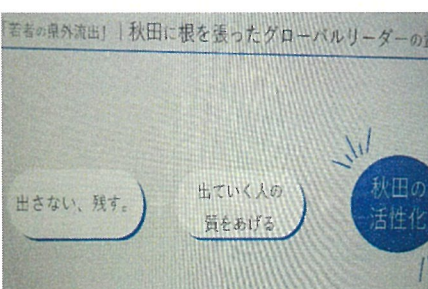 「若者の県外流出」｜秋田に根を張ったグローバルリーダーの
出さない、残す。
出ていく人の
質をあげる
秋田の
活性化